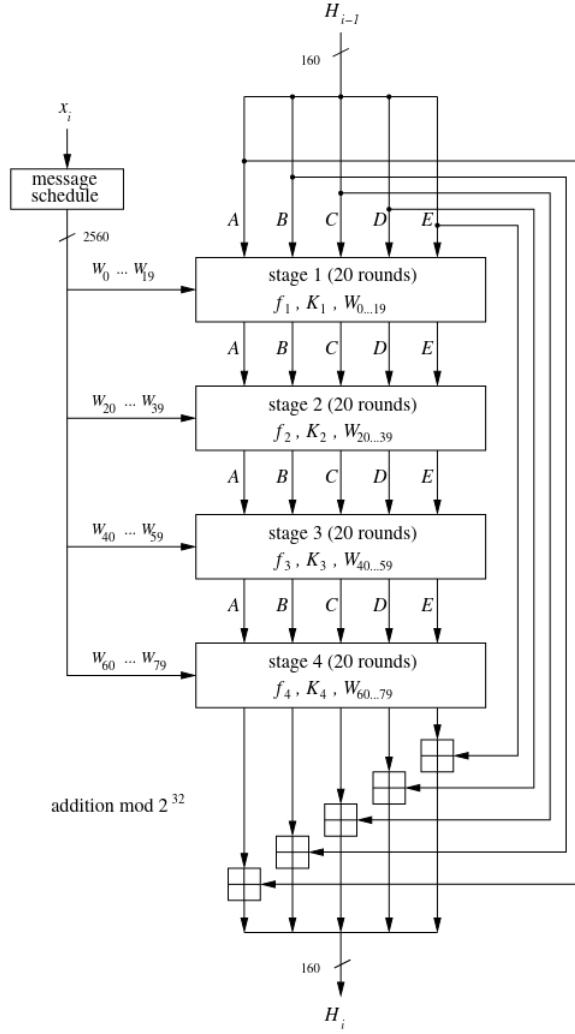 H_{i-1}
160
x_i
message
schedule
2560
A B C D E
W_0 ... W_19
stage 1 (20 rounds)
f_1 , K_1 , W_{0...19}
A B C D E
W_20 ... W_39
stage 2 (20 rounds)
f_2 , K_2 , W_{20...39}
A B C D E
W_40 ... W_59
stage 3 (20 rounds)
f_3 , K_3 , W_{40...59}
A B C D E
W_60 ... W_79
stage 4 (20 rounds)
f_4 , K_4 , W_{60...79}
addition mod 2^32
160
H_i